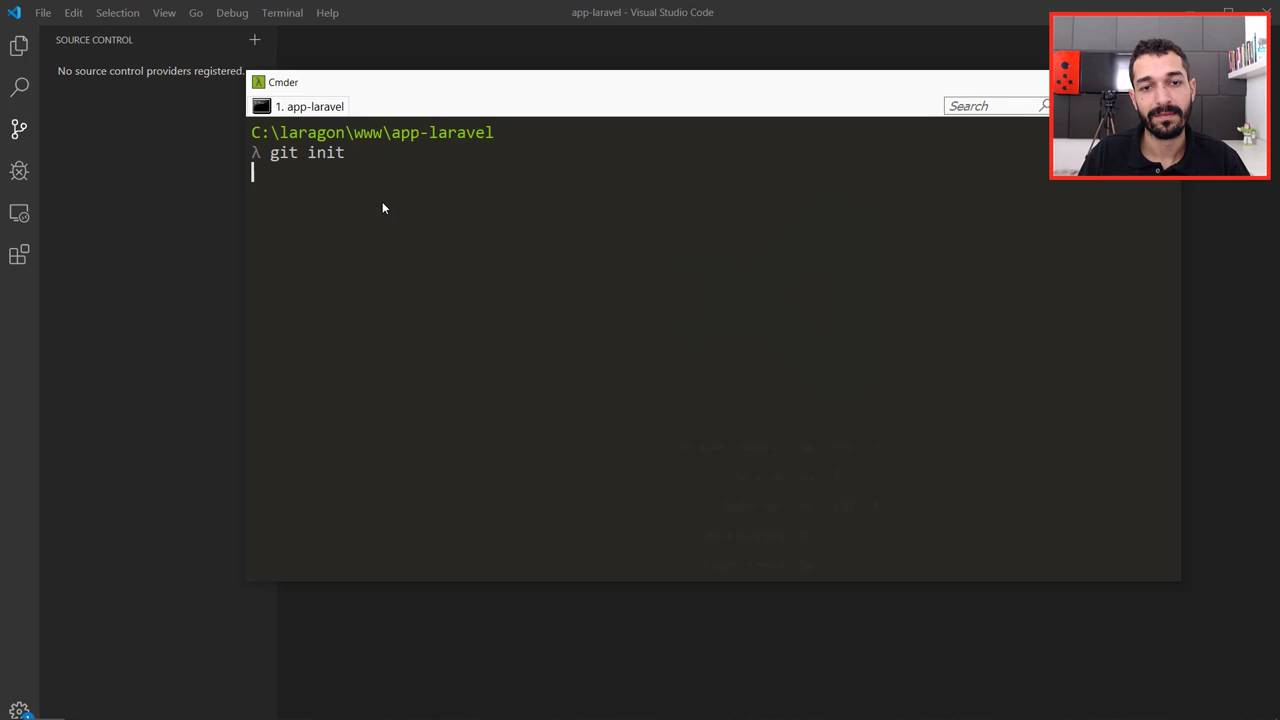 File Edit Selection View Go Debug Terminal Help
app-laravel - Visual Studio Code
SOURCE CONTROL
No source control providers registered.
Cmder
1. app-laravel
Search
C:\laragon\www\app-laravel
λ git init